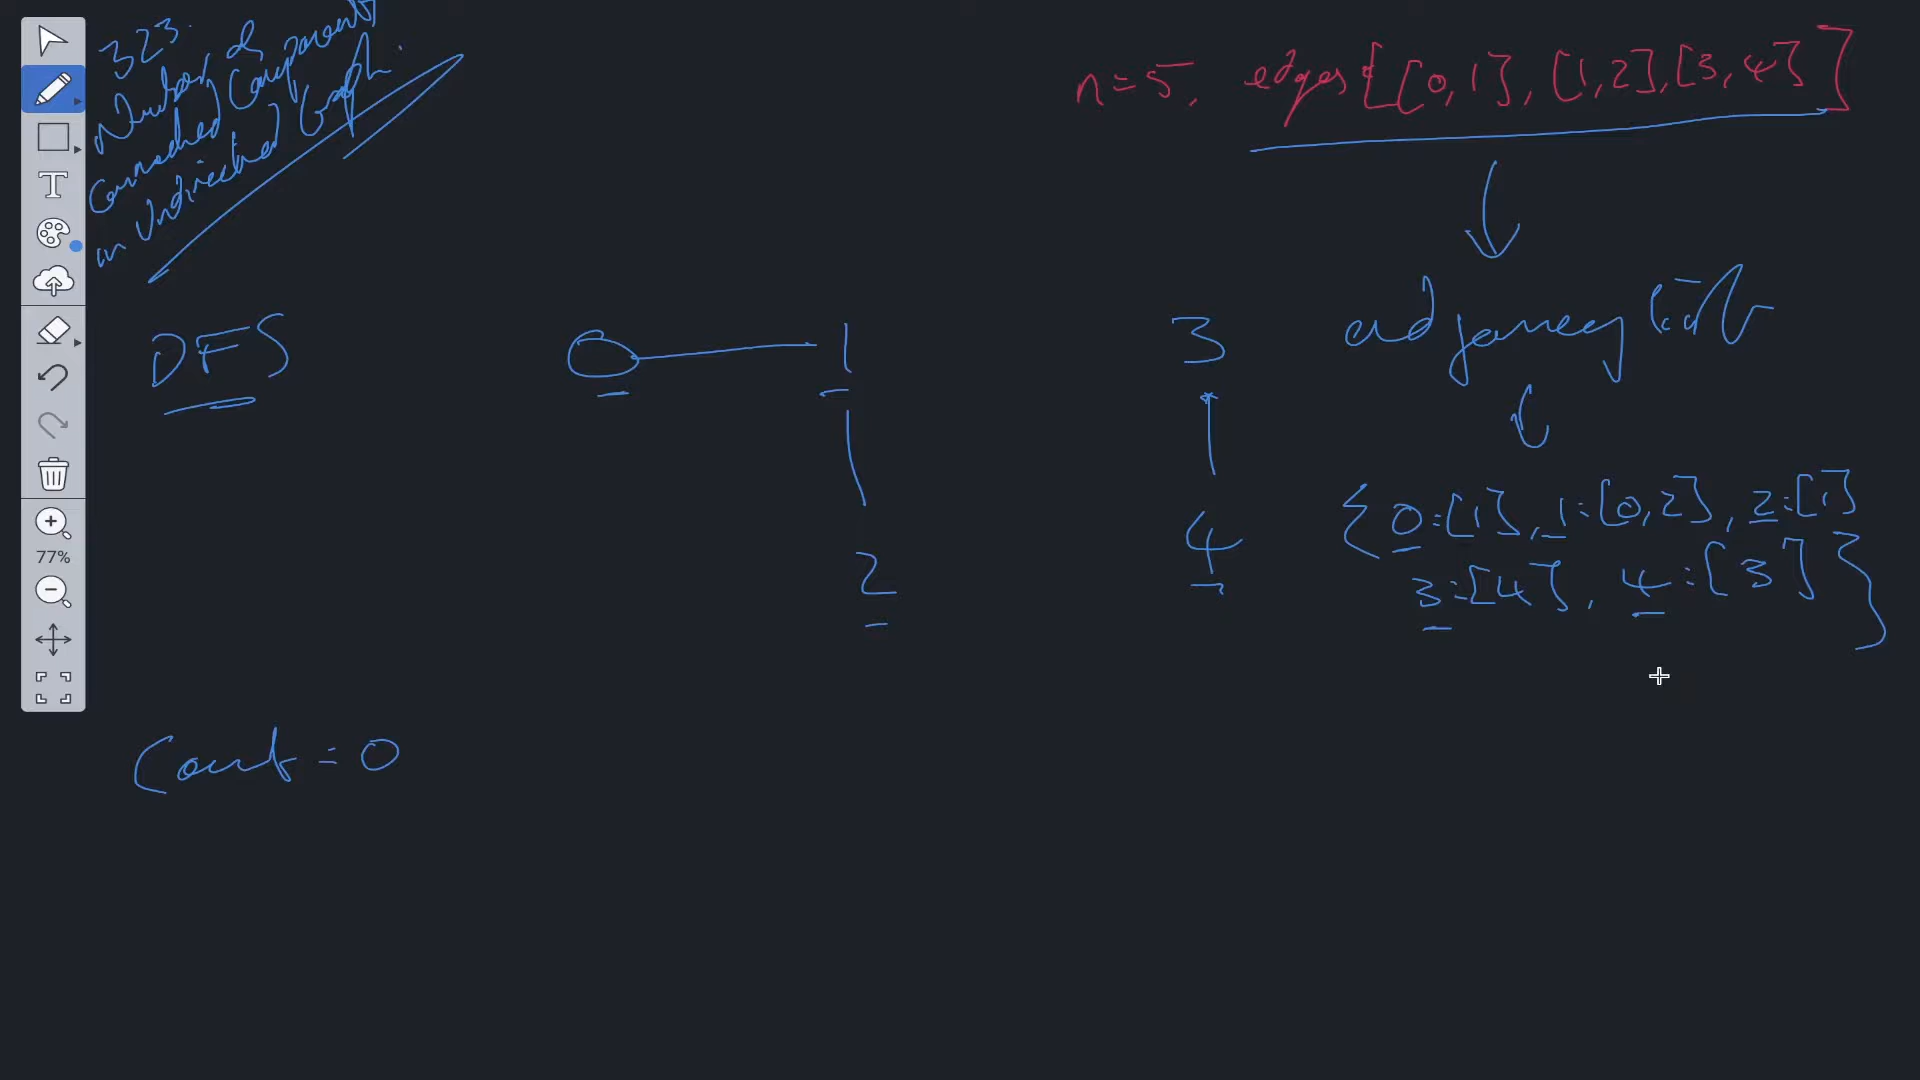 323.
Number of
Connected Components
in Undirected Graph.
n=5, edges[[0,1],[1,2],[3,4]]
adjacency list
DFS
0
1
3
2
4
{0:[1], 1:[0,2], 2:[1]
3:[4], 4:[3]}
77%
Count=0